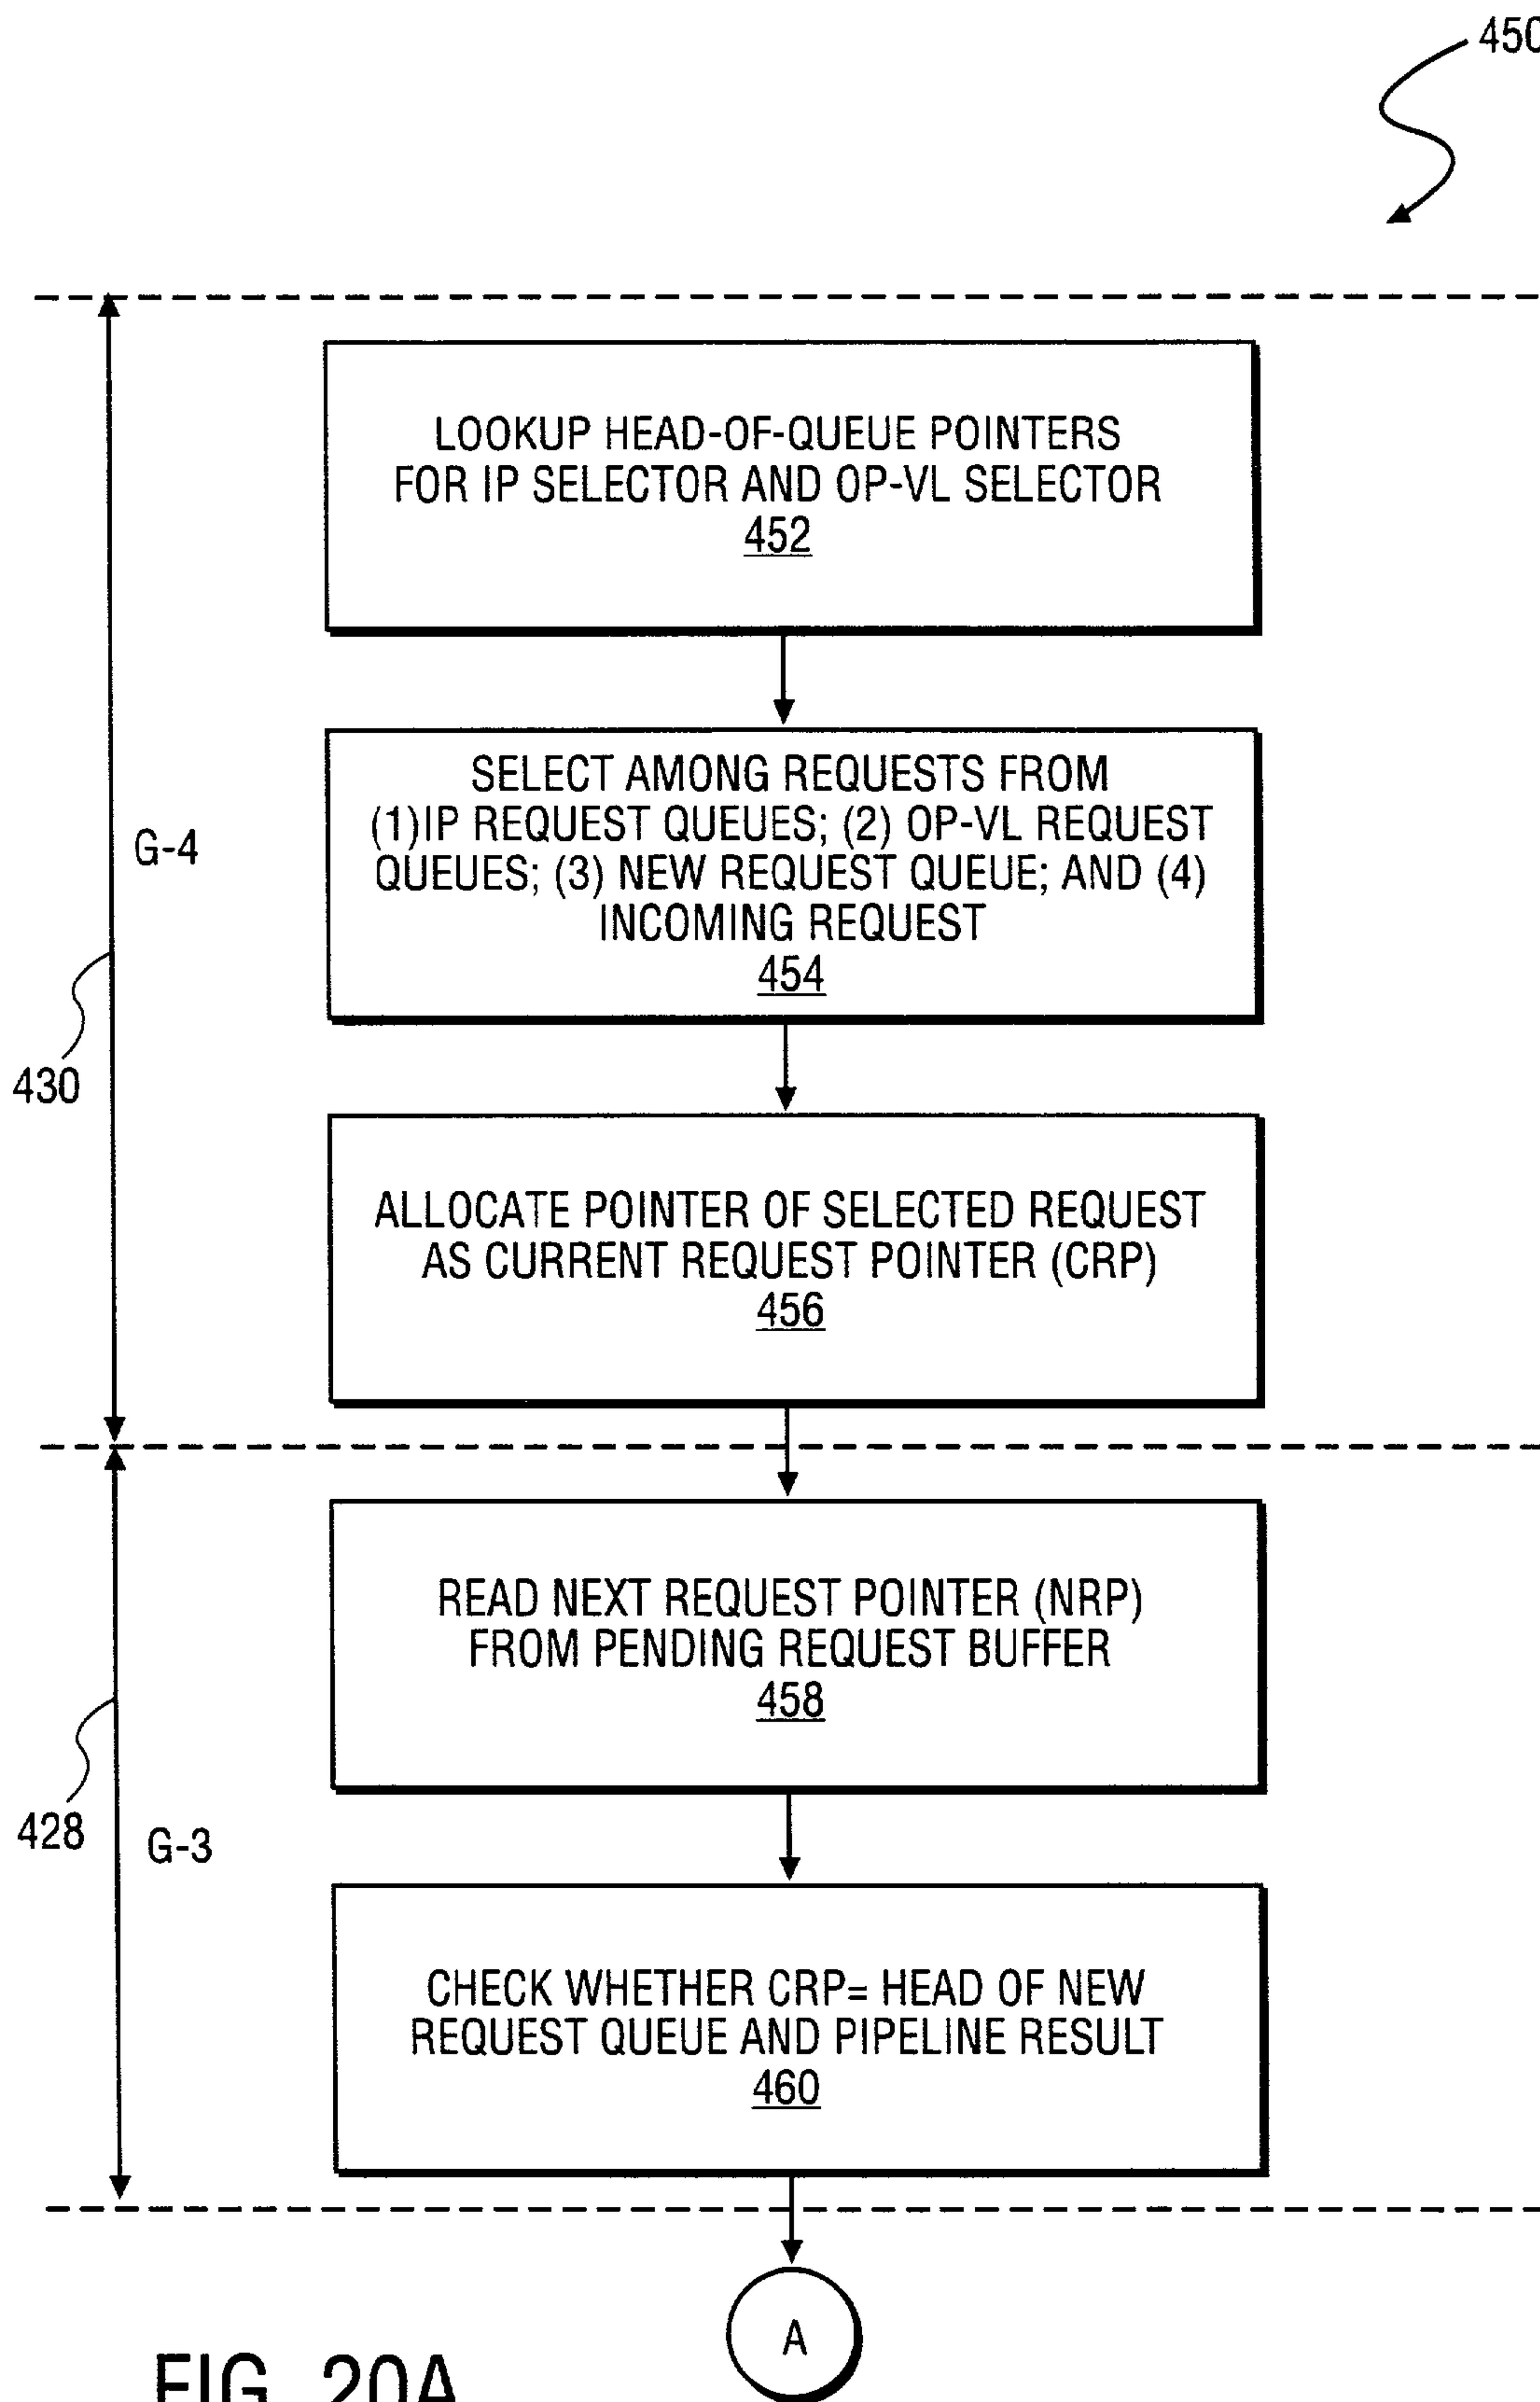 450
LOOKUP HEAD-OF-QUEUE POINTERS
FOR IP SELECTOR AND OP-VL SELECTOR
452
SELECT AMONG REQUESTS FROM
(1)IP REQUEST QUEUES; (2) OP-VL REQUEST
QUEUES; (3) NEW REQUEST QUEUE; AND (4)
INCOMING REQUEST
454
G-4
430
ALLOCATE POINTER OF SELECTED REQUEST
AS CURRENT REQUEST POINTER (CRP)
456
READ NEXT REQUEST POINTER (NRP)
FROM PENDING REQUEST BUFFER
458
428
G-3
CHECK WHETHER CRP= HEAD OF NEW
REQUEST QUEUE AND PIPELINE RESULT
460
A
FIG. 20A